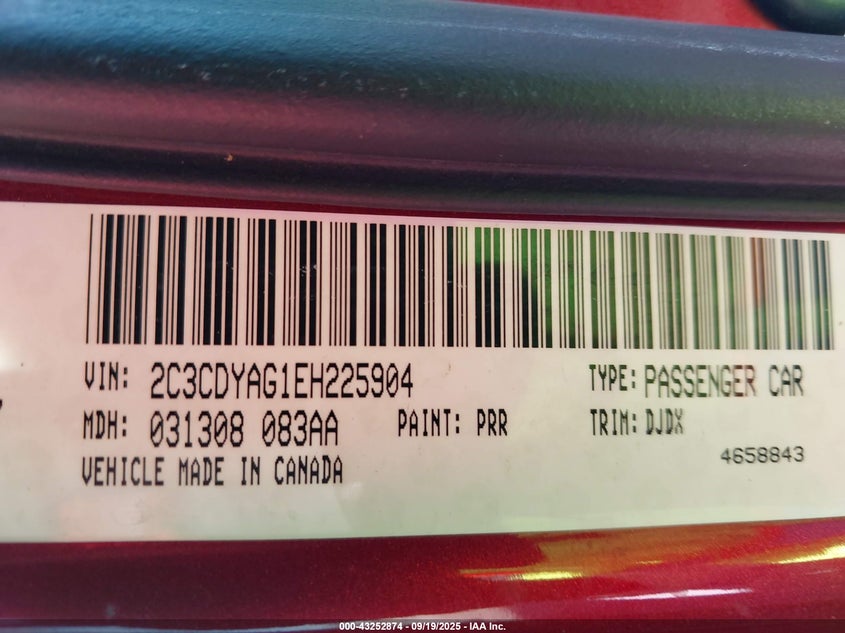 VIN: 2C3CDYAG1EH225904 TYPE: PASSENGER CAR
MDH: 031308 083AA PAINT: PRR TRIM: DJDX
VEHICLE MADE IN CANADA 4658843
000-43252874 - 09/19/2025 - IAA Inc.